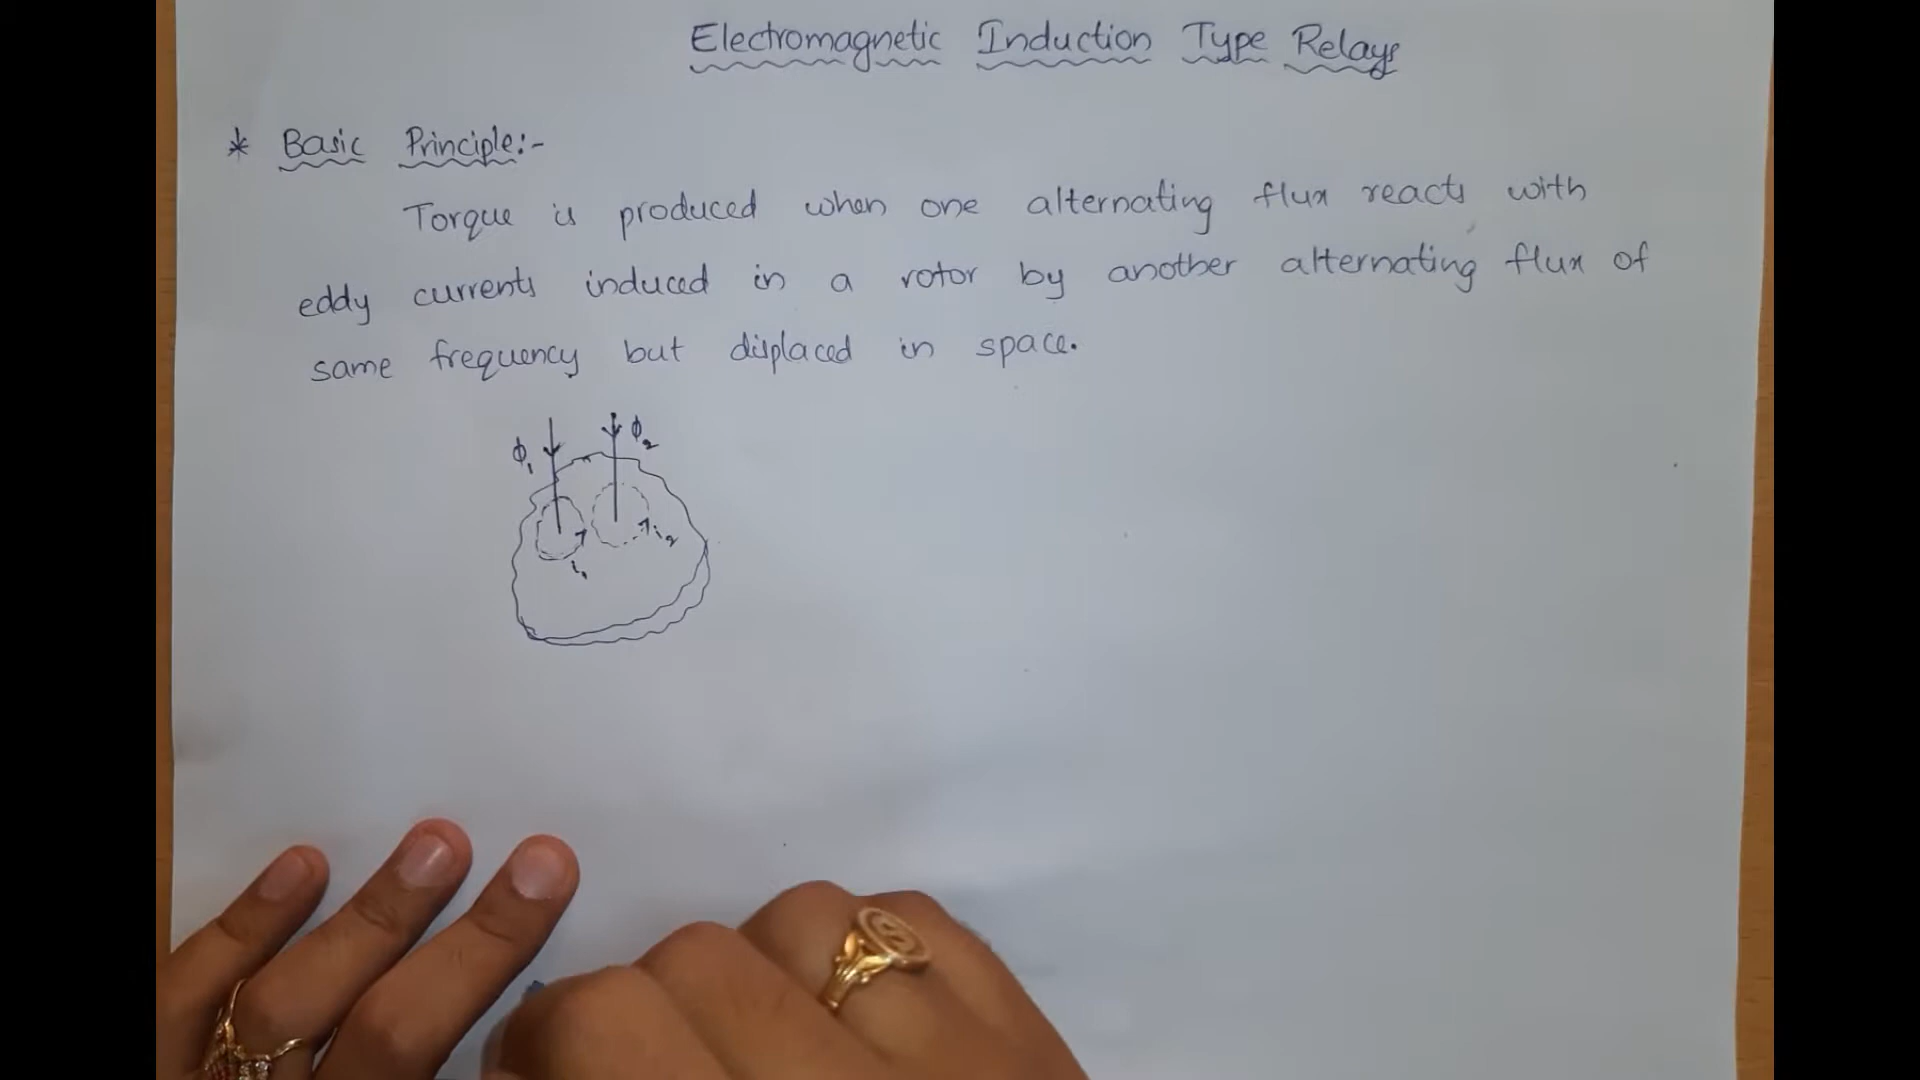 Electromagnetic Induction Type Relays
* Basic Principle:-
Torque is produced when one alternating flux reacts with
eddy currents induced in a rotor by another alternating flux of
same frequency but displaced in space.
ϕ₁ ϕ₂
i₁ i₂